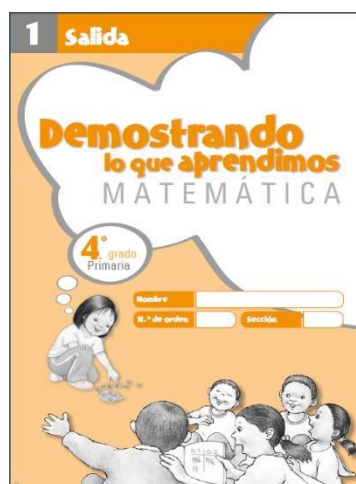 1 Salida
Demostrando
lo que aprendimos
MATEMÁTICA
4° grado
Primaria
Nombre
N.° de orden Sección